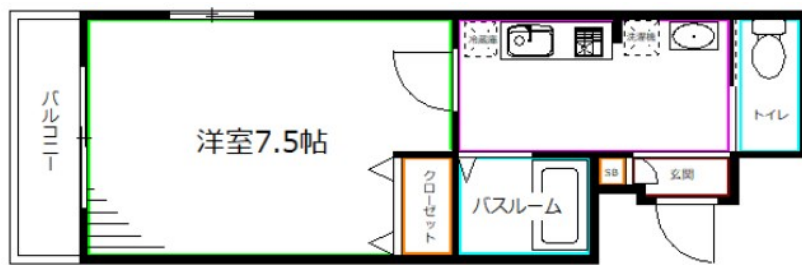 冷蔵庫
洗濯機
トイレ
バルコニー
洋室7.5帖
クローゼット
バスルーム
SB
玄関